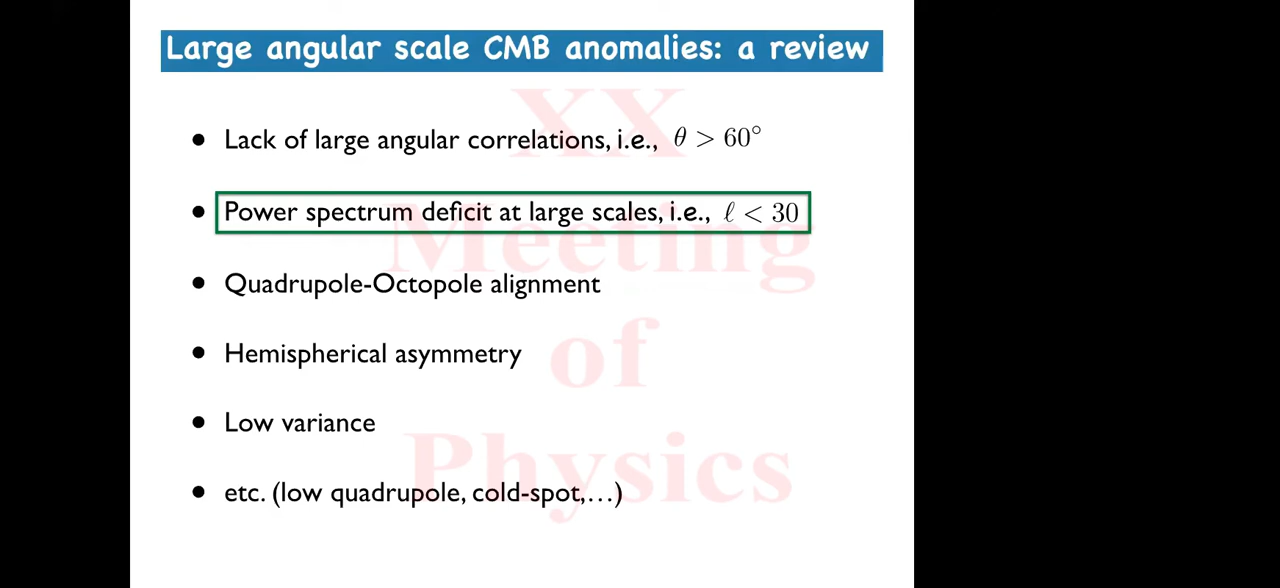 Large angular scale CMB anomalies: a review
• Lack of large angular correlations, i.e., θ > 60°
• Power spectrum deficit at large scales, i.e., ℓ < 30
• Quadrupole-Octopole alignment
• Hemispherical asymmetry
• Low variance
• etc. (low quadrupole, cold-spot,…)
XX
Meeting
of
Physics